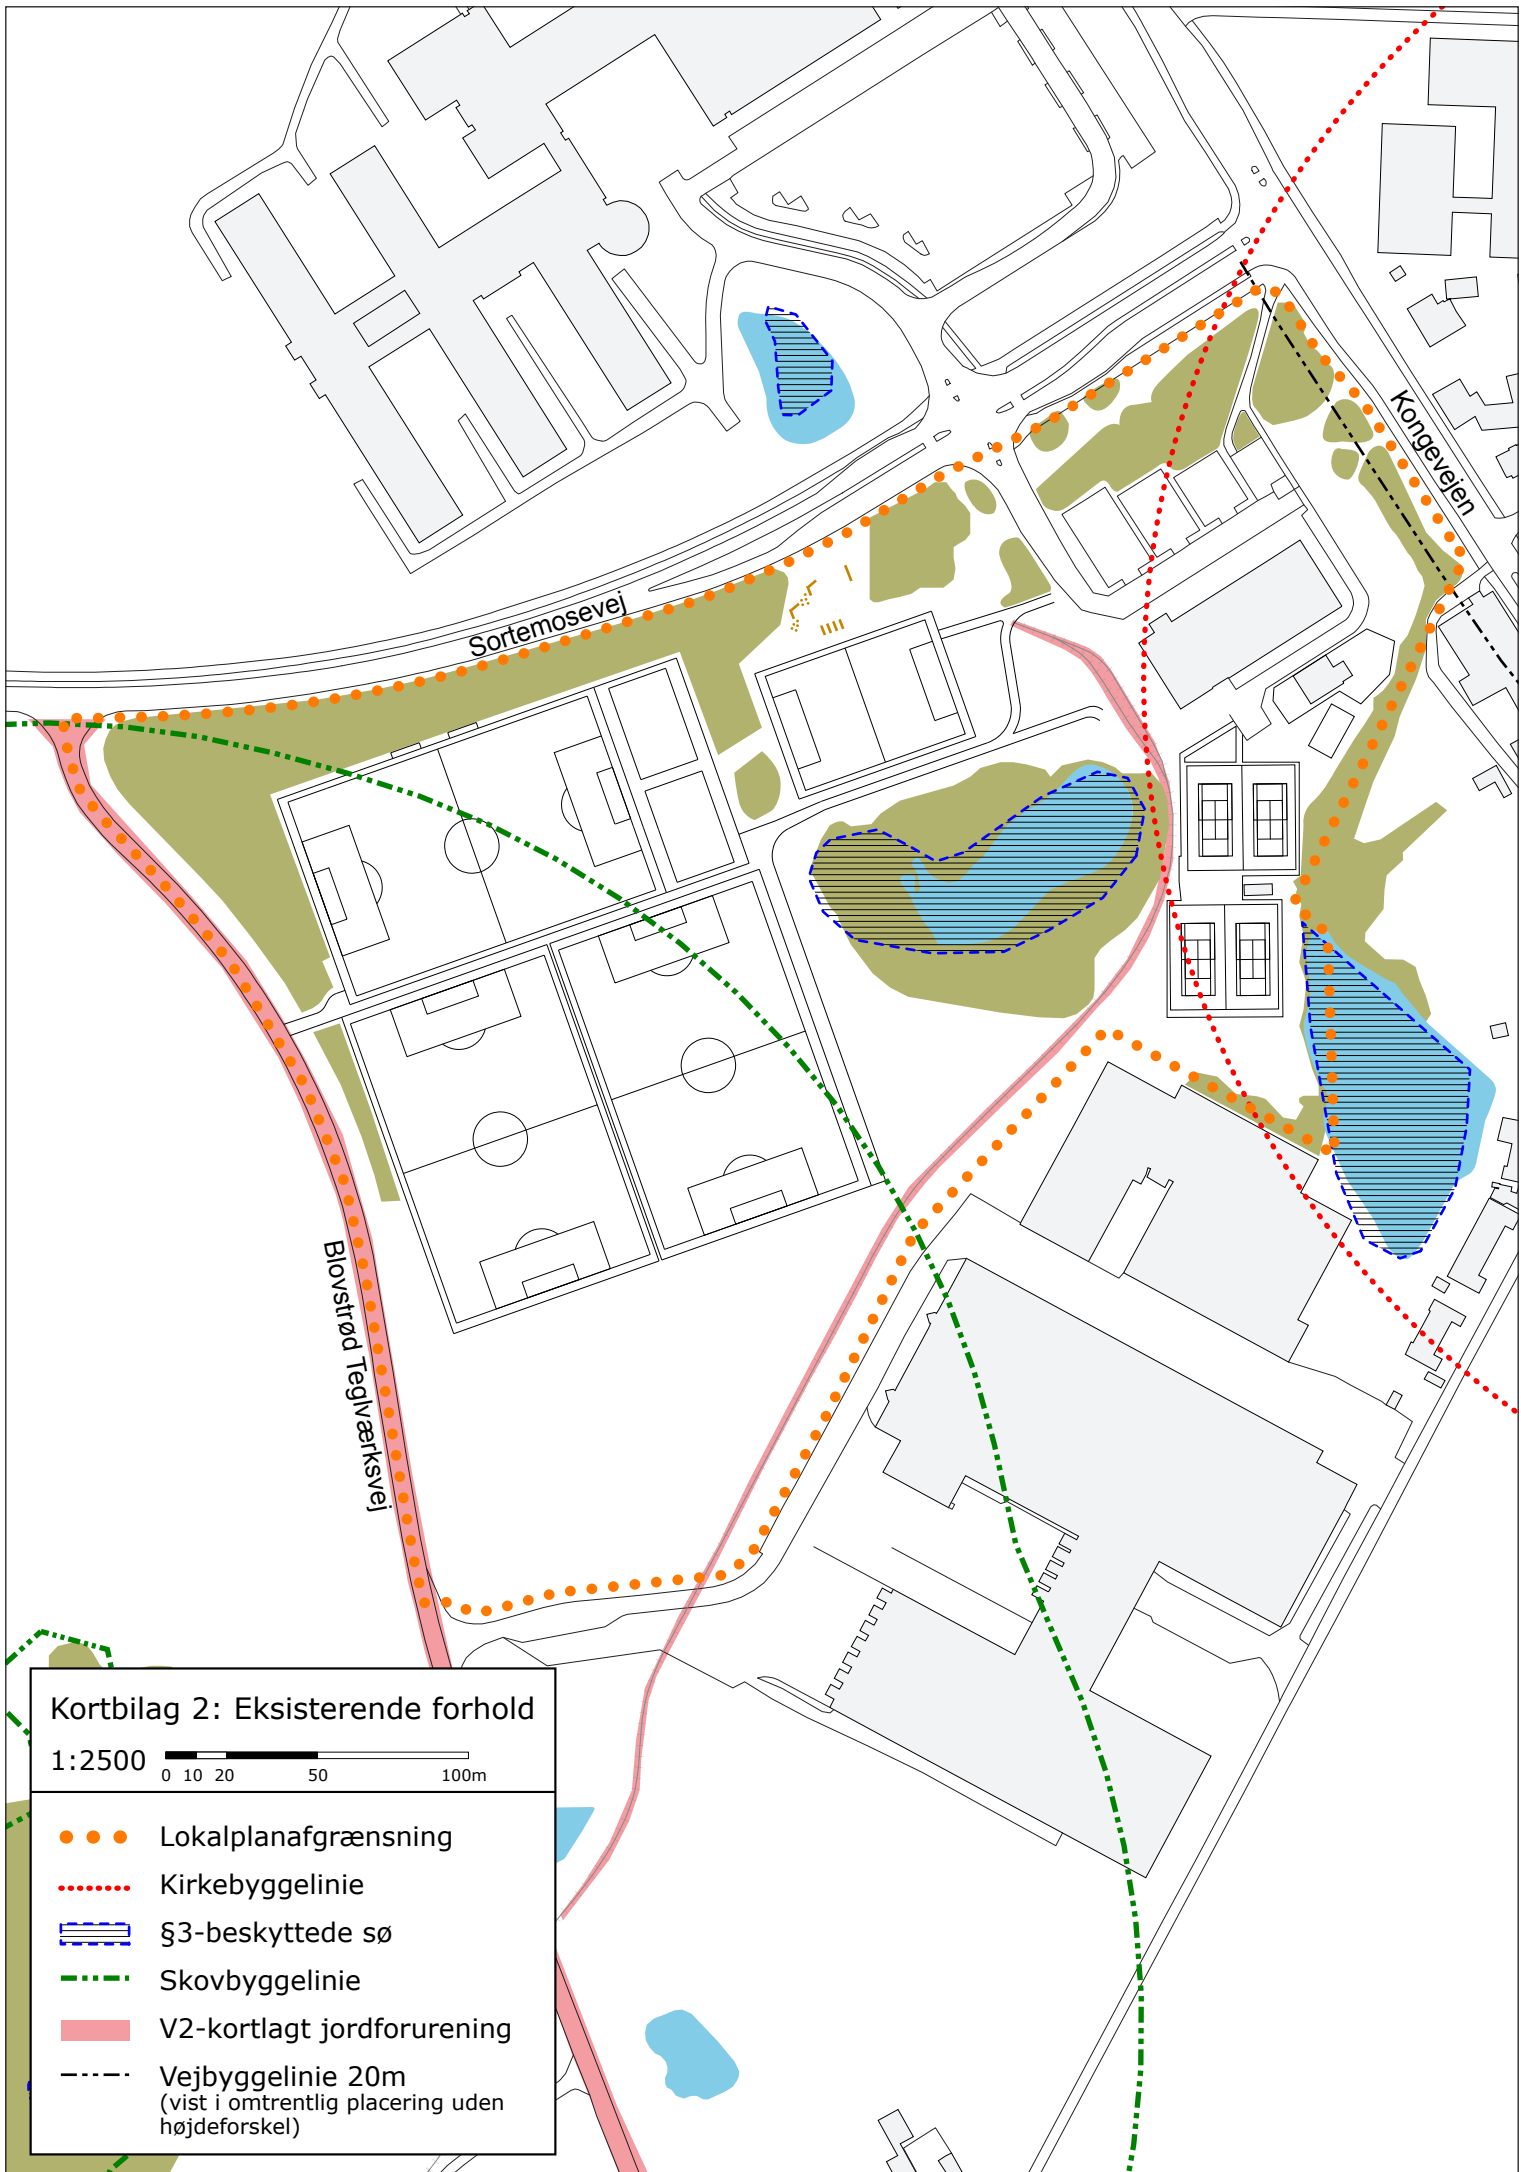 Kongevejen
Sortemosevej
Blovstrød Teglværksvej
Kortbilag 2: Eksisterende forhold
1:2500
0 10 20 50 100m
Lokalplanafgrænsning
Kirkebyggelinie
§3-beskyttede sø
Skovbyggelinie
V2-kortlagt jordforurening
Vejbyggelinie 20m
(vist i omtrentlig placering uden
højdeforskel)